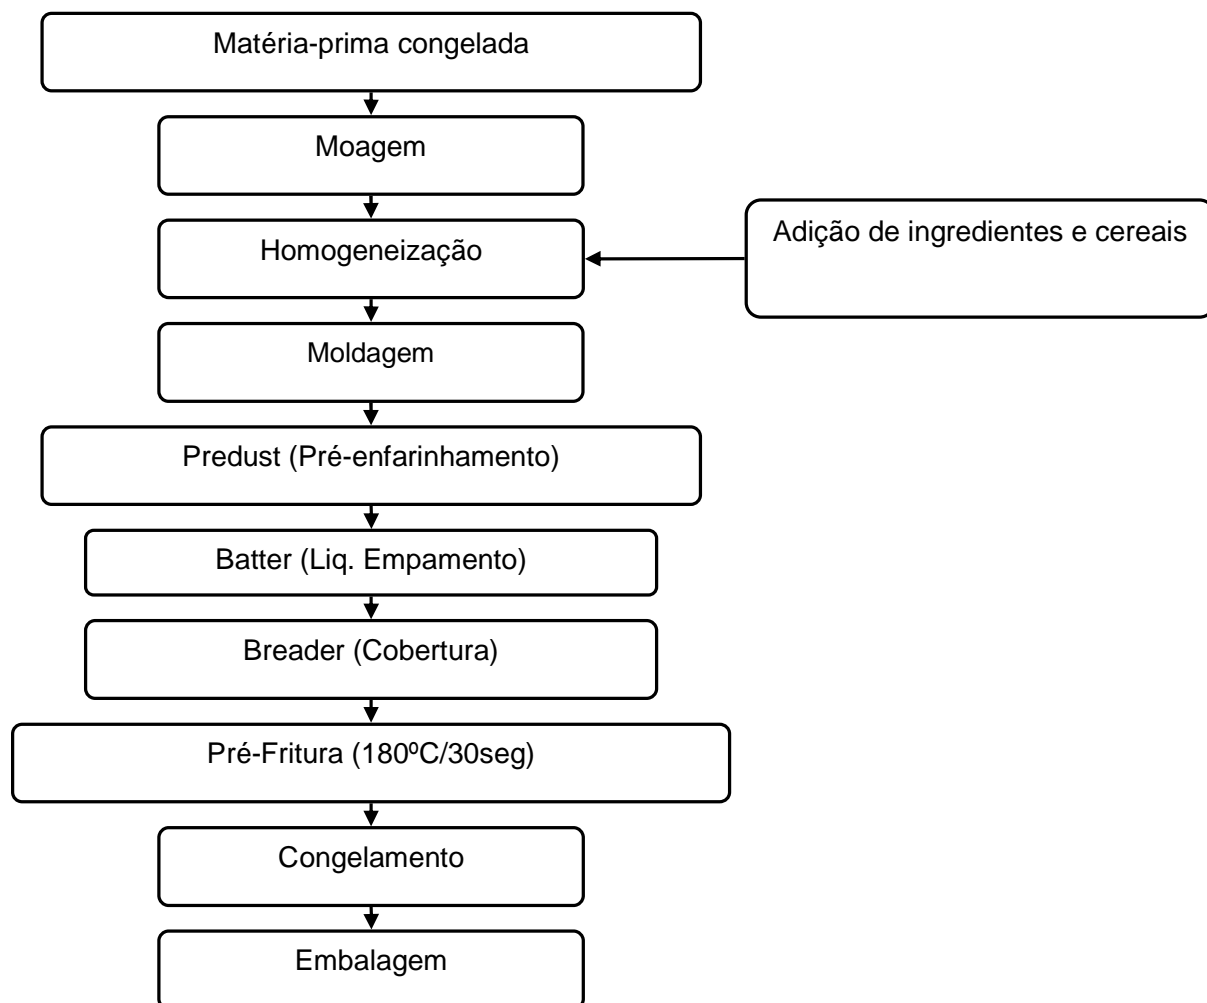 Matéria-prima congelada
Moagem
Homogeneização
Adição de ingredientes e cereais
Moldagem
Predust (Pré-enfarinhamento)
Batter (Liq. Empamento)
Breader (Cobertura)
Pré-Fritura (180ºC/30seg)
Congelamento
Embalagem